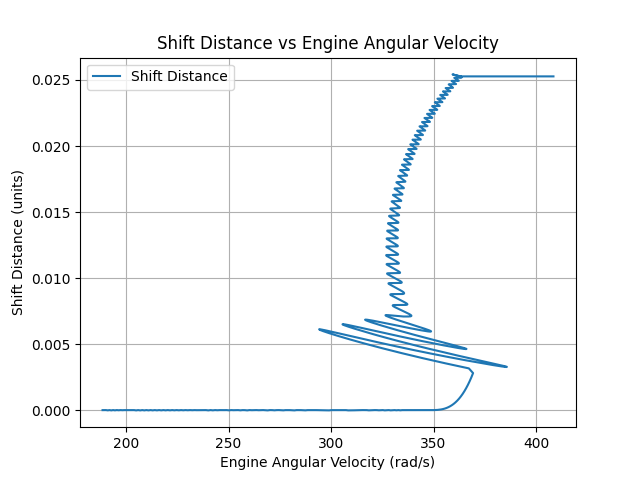 Shift Distance vs Engine Angular Velocity
Shift Distance
0.025
0.020
0.015
0.010
0.005
0.000
Shift Distance (units)
200
250
300
350
400
Engine Angular Velocity (rad/s)